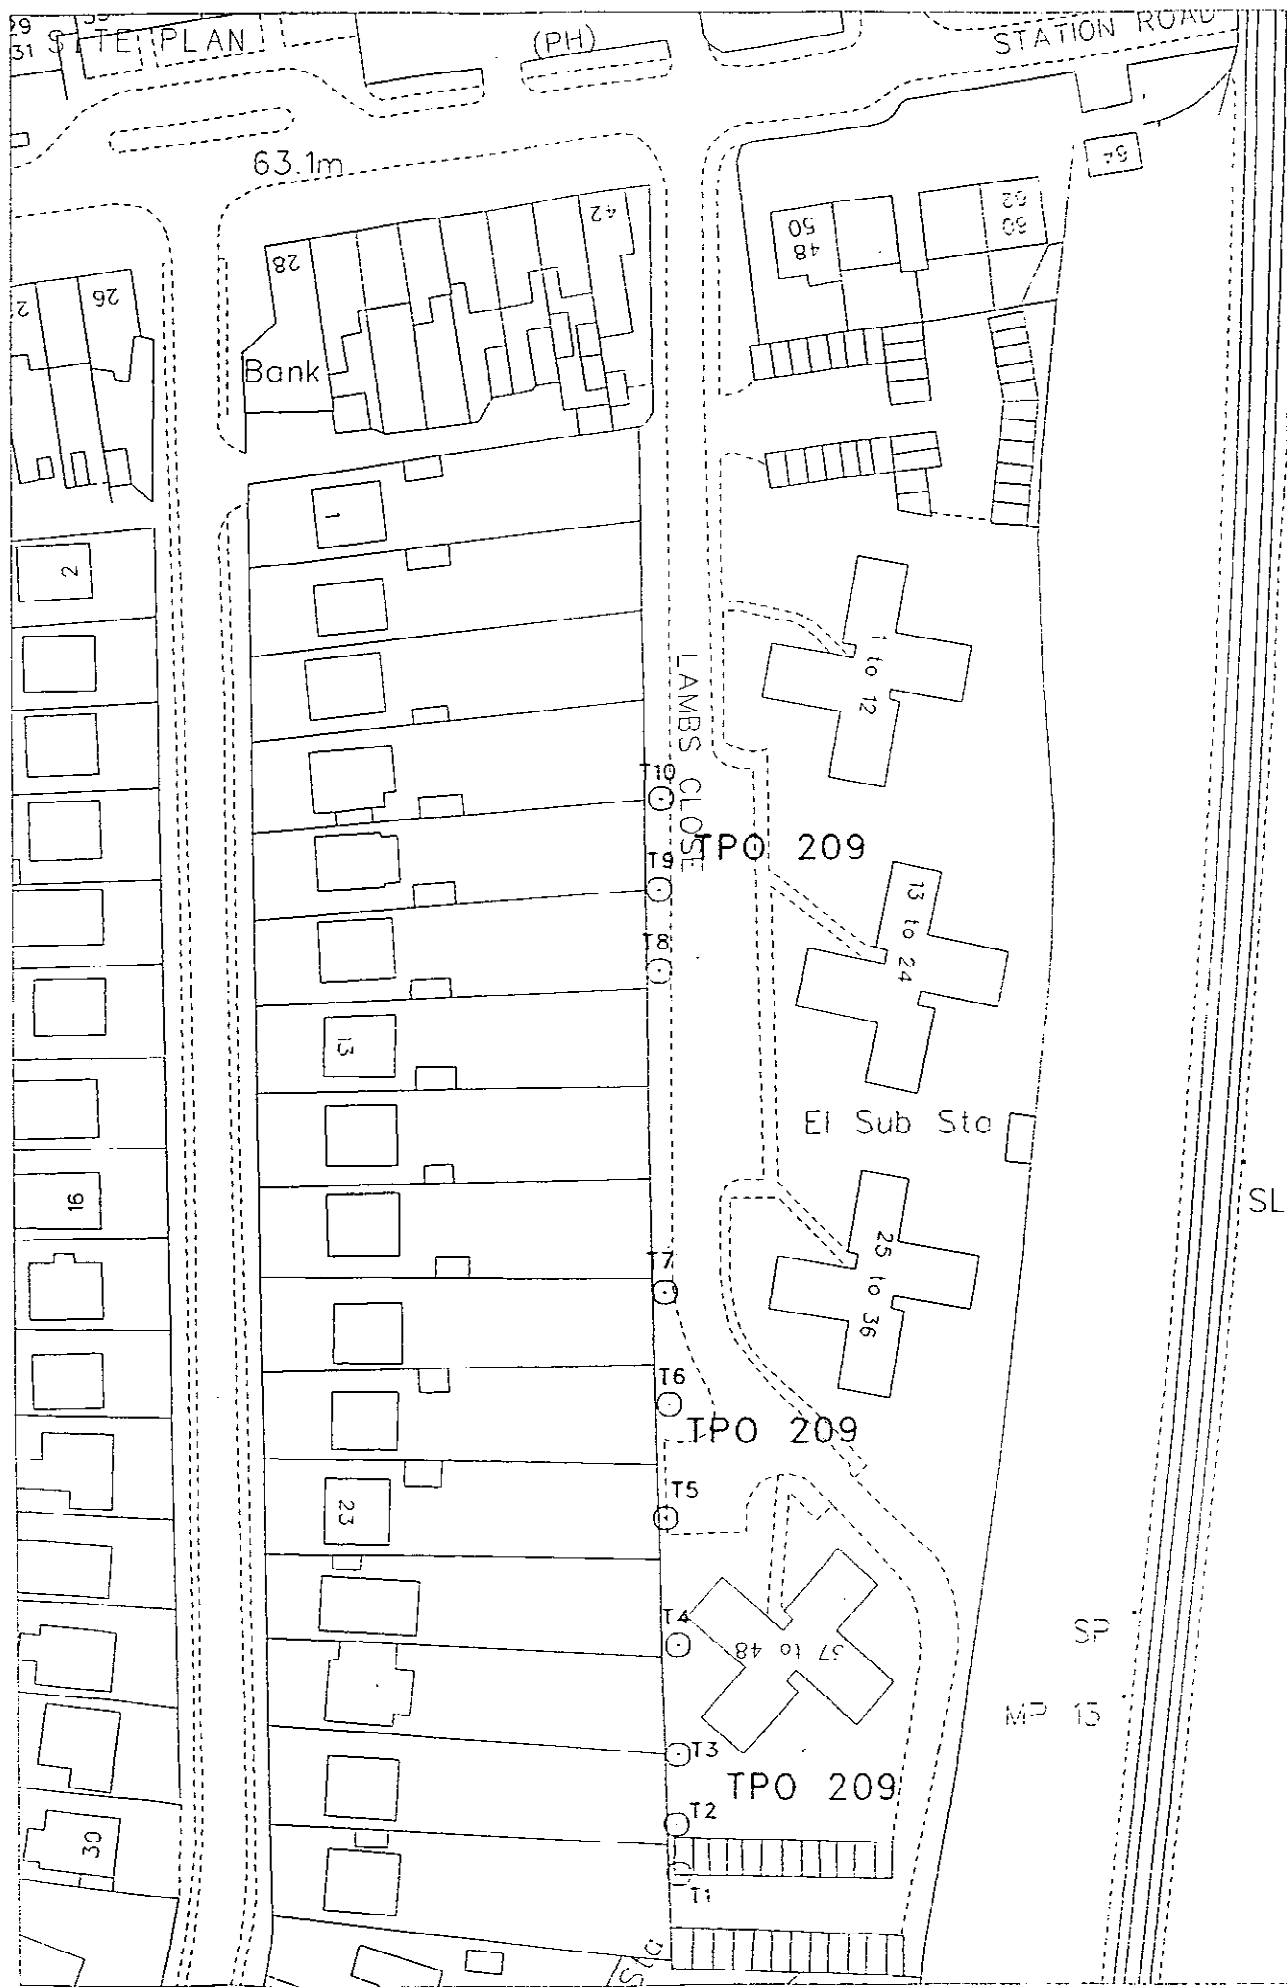 29
31 SITE PLAN
(PH)
STATION ROAD
63.1m
54
28
42
50
48
62
60
26
Bank
1
2
1 to 12
LAMBS CLOSE
T10
TPO 209
T9
13 to 24
T8
13
El Sub Sta
16
SL
25 to 36
T7
T6
TPO 209
T5
23
T4
37 to 48
SP
MP 15
T3
TPO 209
T2
30
T1